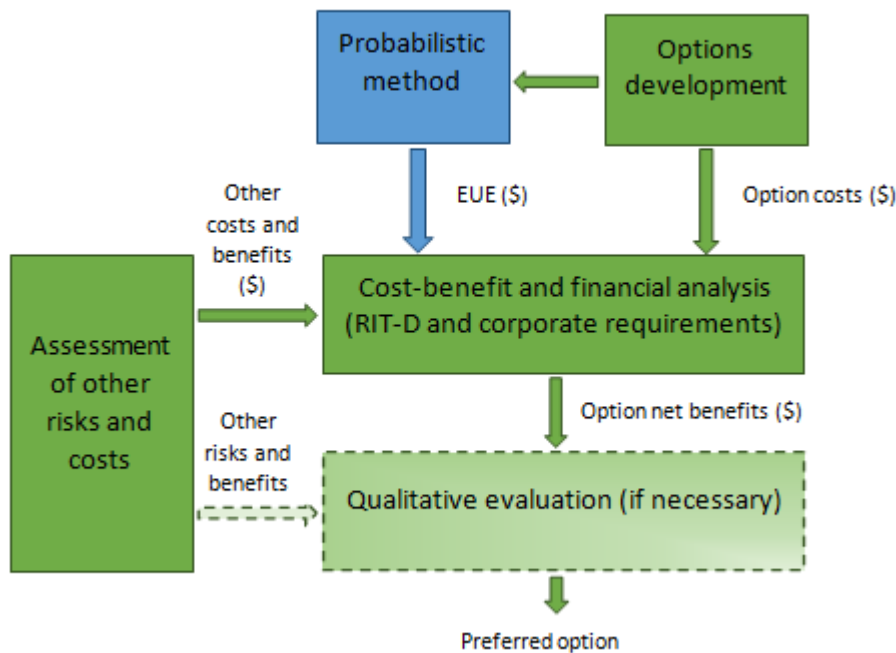 Probabilistic
method
Options
development
Other
costs and
benefits
($)
EUE ($)
Option costs ($)
Cost-benefit and financial analysis
(RIT-D and corporate requirements)
Assessment
of other
risks and
costs
Option net benefits ($)
Other
risks and
benefits
Qualitative evaluation (if necessary)
Preferred option